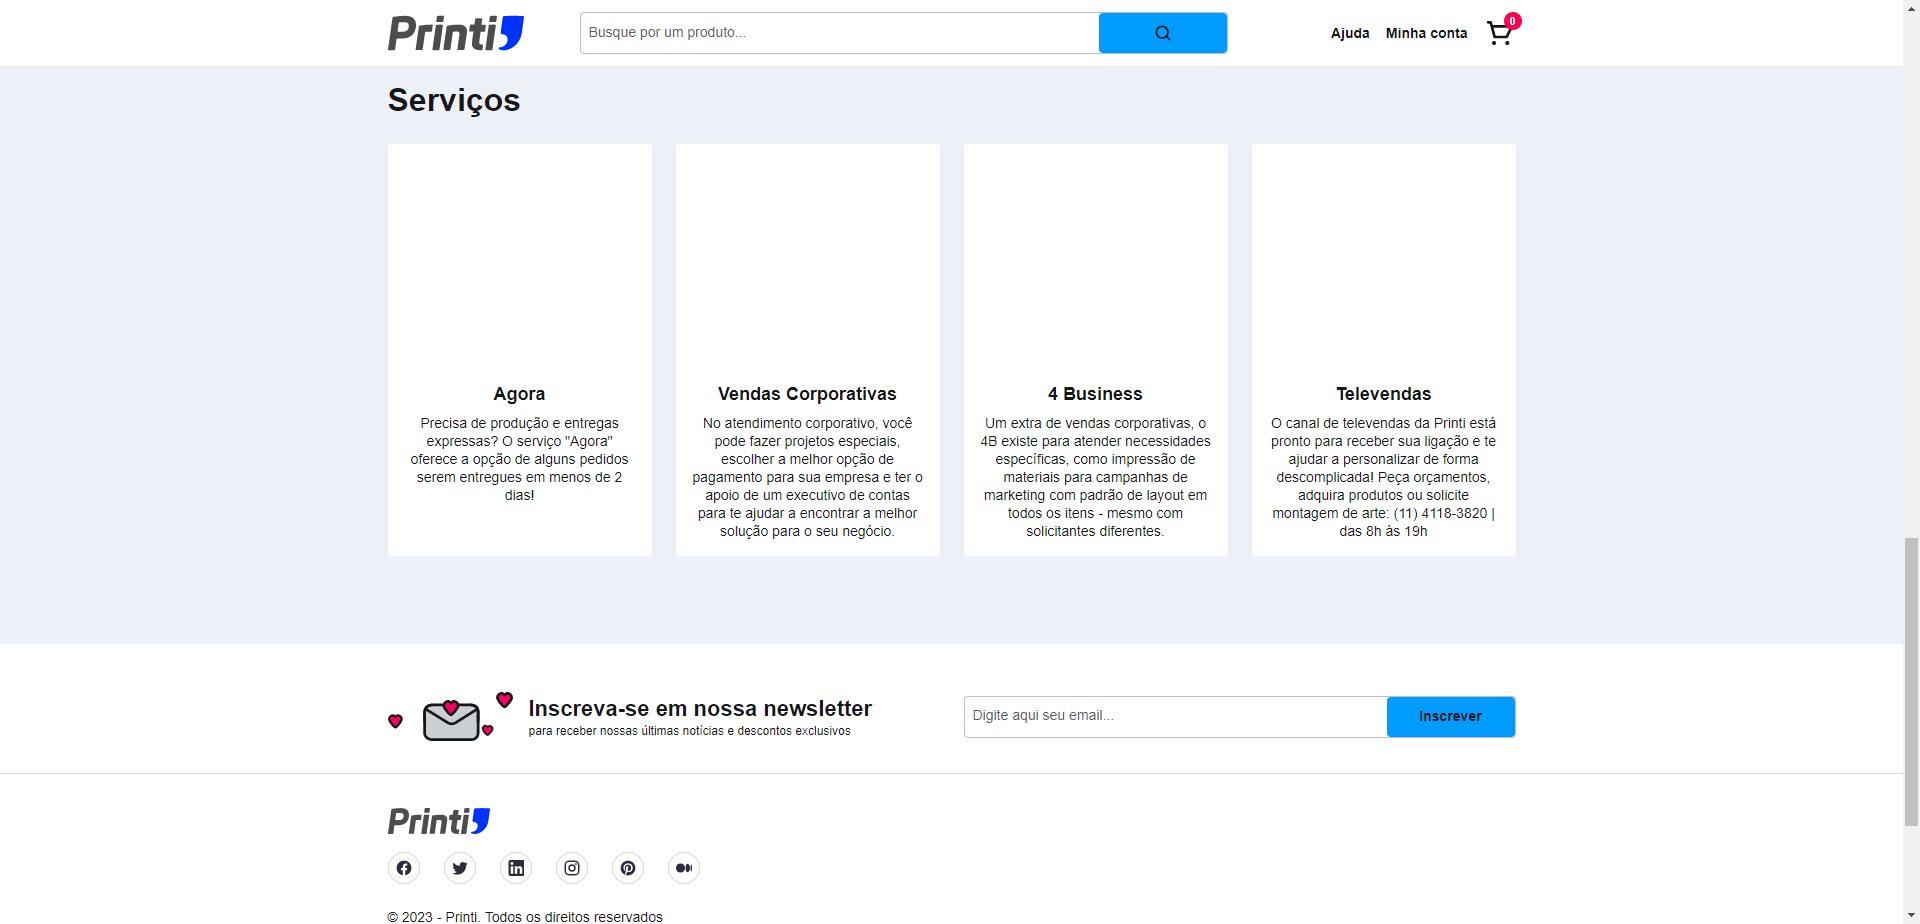 Printi
Busque por um produto...
Ajuda
Minha conta
0
Serviços
Agora
Precisa de produção e entregas
expressas? O serviço "Agora"
oferece a opção de alguns pedidos
serem entregues em menos de 2
dias!
Vendas Corporativas
No atendimento corporativo, você
pode fazer projetos especiais,
escolher a melhor opção de
pagamento para sua empresa e ter o
apoio de um executivo de contas
para te ajudar a encontrar a melhor
solução para o seu negócio.
4 Business
Um extra de vendas corporativas, o
4B existe para atender necessidades
específicas, como impressão de
materiais para campanhas de
marketing com padrão de layout em
todos os itens - mesmo com
solicitantes diferentes.
Televendas
O canal de televendas da Printi está
pronto para receber sua ligação e te
ajudar a personalizar de forma
descomplicada! Peça orçamentos,
adquira produtos ou solicite
montagem de arte: (11) 4118-3820 |
das 8h às 19h
Inscreva-se em nossa newsletter
para receber nossas últimas notícias e descontos exclusivos
Digite aqui seu email...
Inscrever
Printi
© 2023 - Printi. Todos os direitos reservados